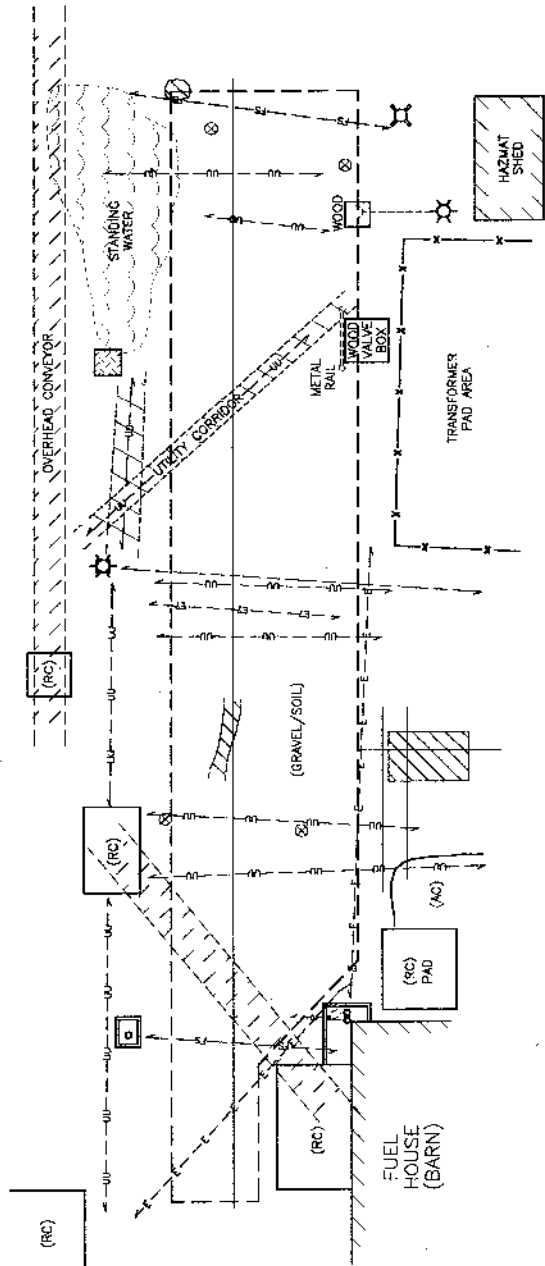 OVERHEAD CONVEYOR
STANDING
WATER
HAZMAT
SHED
WOOD
WOOD
VALVE
BOX
METAL
RAIL
UTILITY CORRIDOR
TRANSFORMER
PAD AREA
(RC)
(GRAVEL/SOIL)
(RC)
(AC)
(RC)
PAD
(RC)
FUEL
HOUSE
(BARN)
(RC)